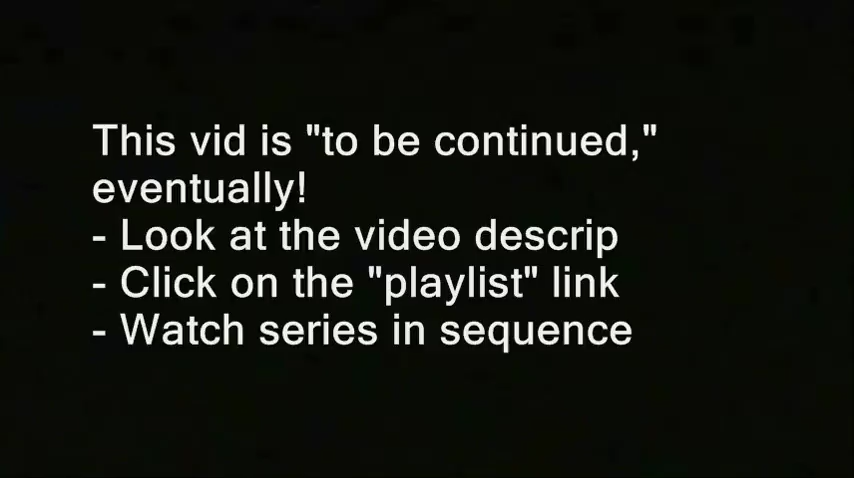 This vid is "to be continued,"
eventually!
- Look at the video descrip
- Click on the "playlist" link
- Watch series in sequence